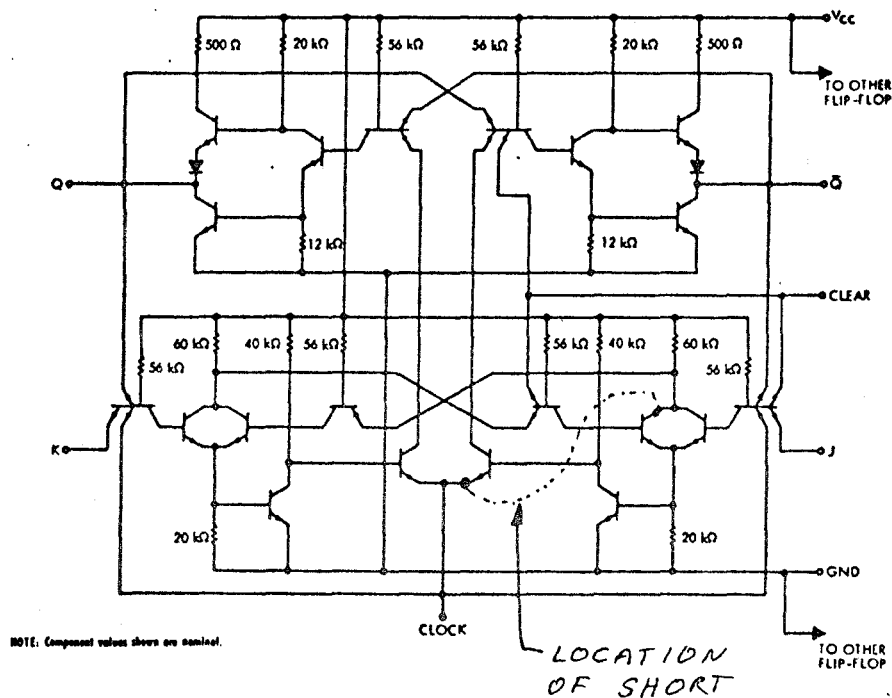 VCC
500 Ω
20 kΩ
56 kΩ
56 kΩ
20 kΩ
500 Ω
TO OTHER
FLIP-FLOP
Q
Q̄
12 kΩ
12 kΩ
CLEAR
60 kΩ
40 kΩ
56 kΩ
56 kΩ
40 kΩ
60 kΩ
56 kΩ
56 kΩ
K
J
20 kΩ
20 kΩ
GND
CLOCK
NOTE: Component values shown are nominal.
LOCATION
OF SHORT
TO OTHER
FLIP-FLOP